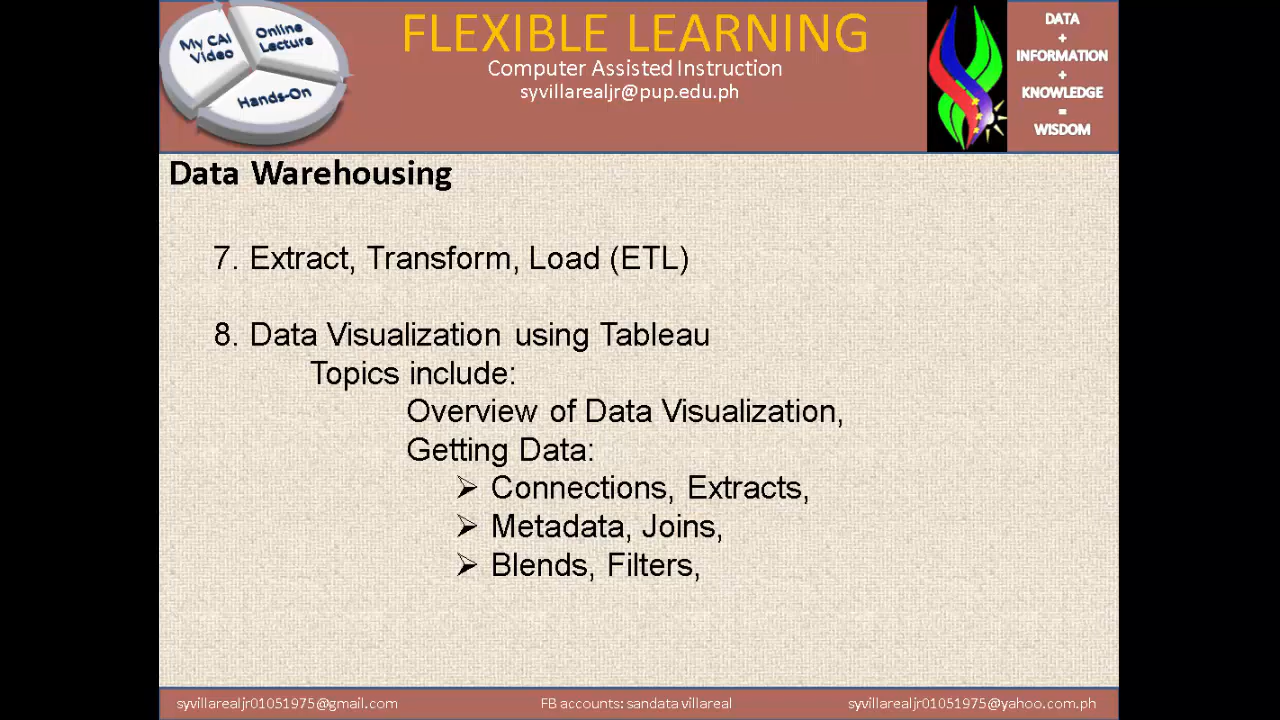 My CAI Video
Online Lecture
Hands-On
FLEXIBLE LEARNING
Computer Assisted Instruction
syvillarealjr@pup.edu.ph
DATA
+
INFORMATION
+
KNOWLEDGE
=
WISDOM
Data Warehousing
7. Extract, Transform, Load (ETL)
8. Data Visualization using Tableau
Topics include:
Overview of Data Visualization,
Getting Data:
➢ Connections, Extracts,
➢ Metadata, Joins,
➢ Blends, Filters,
syvillarealjr01051975@gmail.com
FB accounts: sandata villareal
syvillarealjr01051975@yahoo.com.ph